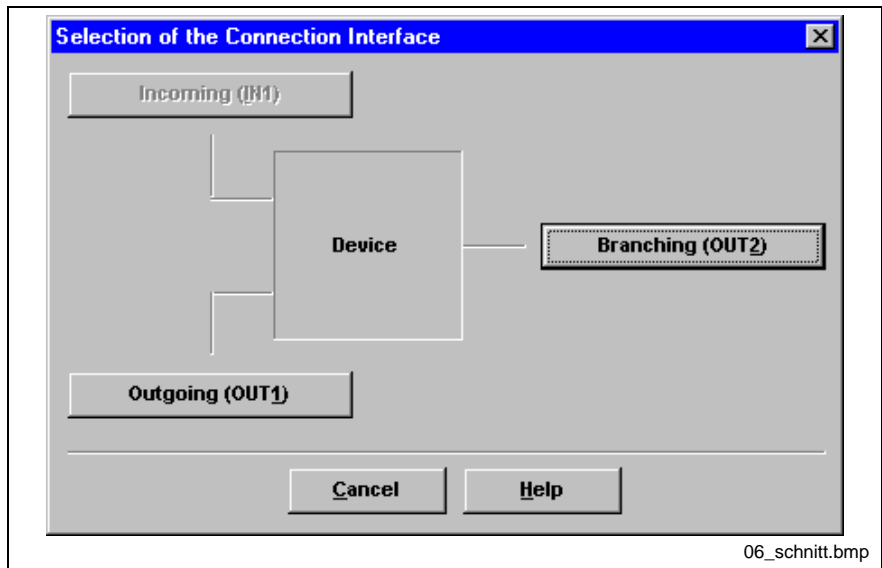 Selection of the Connection Interface
Incoming (IN1)
Device
Branching (OUT2)
Outgoing (OUT1)
Cancel
Help
06_schnitt.bmp